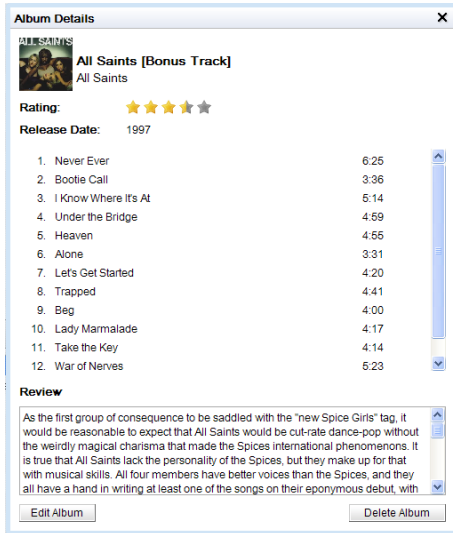 Album Details
ALL SAINTS
All Saints [Bonus Track]
All Saints
Rating:
Release Date: 1997
1. Never Ever 6:25
2. Bootie Call 3:36
3. I Know Where It's At 5:14
4. Under the Bridge 4:59
5. Heaven 4:55
6. Alone 3:31
7. Let's Get Started 4:20
8. Trapped 4:41
9. Beg 4:00
10. Lady Marmalade 4:17
11. Take the Key 4:14
12. War of Nerves 5:23
Review
As the first group of consequence to be saddled with the "new Spice Girls" tag, it
would be reasonable to expect that All Saints would be cut-rate dance-pop without
the weirdly magical charisma that made the Spices international phenomenons. It
is true that All Saints lack the personality of the Spices, but they make up for that
with musical skills. All four members have better voices than the Spices, and they
all have a hand in writing at least one of the songs on their eponymous debut, with
Edit Album Delete Album